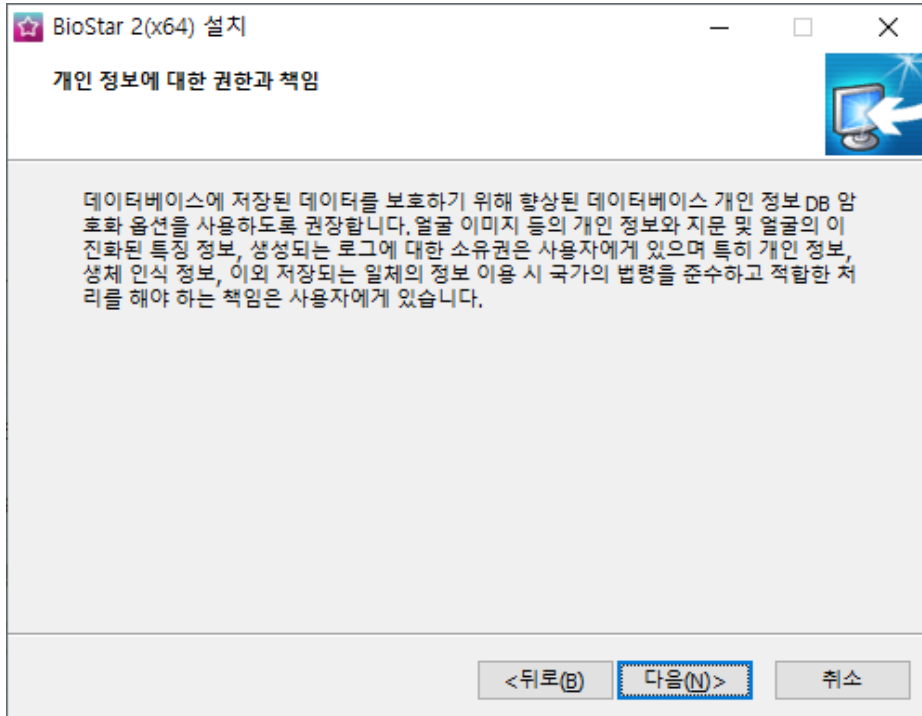 BioStar 2(x64) 설치
개인 정보에 대한 권한과 책임
데이터베이스에 저장된 데이터를 보호하기 위해 향상된 데이터베이스 개인 정보 DB 암
호화 옵션을 사용하도록 권장합니다. 얼굴 이미지 등의 개인 정보와 지문 및 얼굴의 이
진화된 특징 정보, 생성되는 로그에 대한 소유권은 사용자에게 있으며 특히 개인 정보,
생체 인식 정보, 이외 저장되는 일체의 정보 이용 시 국가의 법령을 준수하고 적합한 처
리를 해야 하는 책임은 사용자에게 있습니다.
<뒤로(B) 다음(N)> 취소